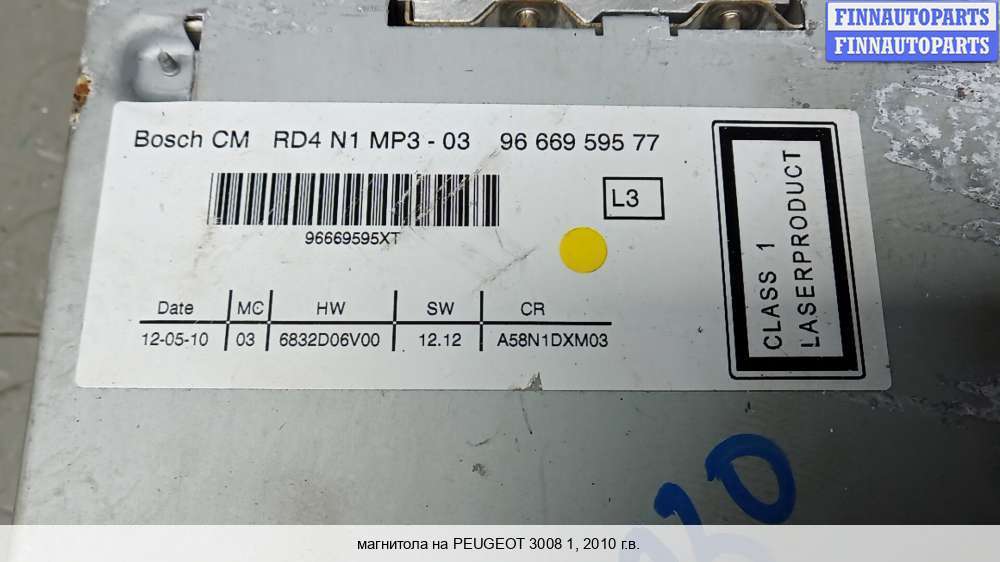 FINNAUTOPARTS
FINNAUTOPARTS
Bosch CM RD4 N1 MP3 - 03 96 669 595 77
L3
96669595XT
CLASS 1
LASERPRODUCT
Date MC HW SW CR
12-05-10 03 6832D06V00 12.12 A58N1DXM03
магнитола на PEUGEOT 3008 1, 2010 г.в.